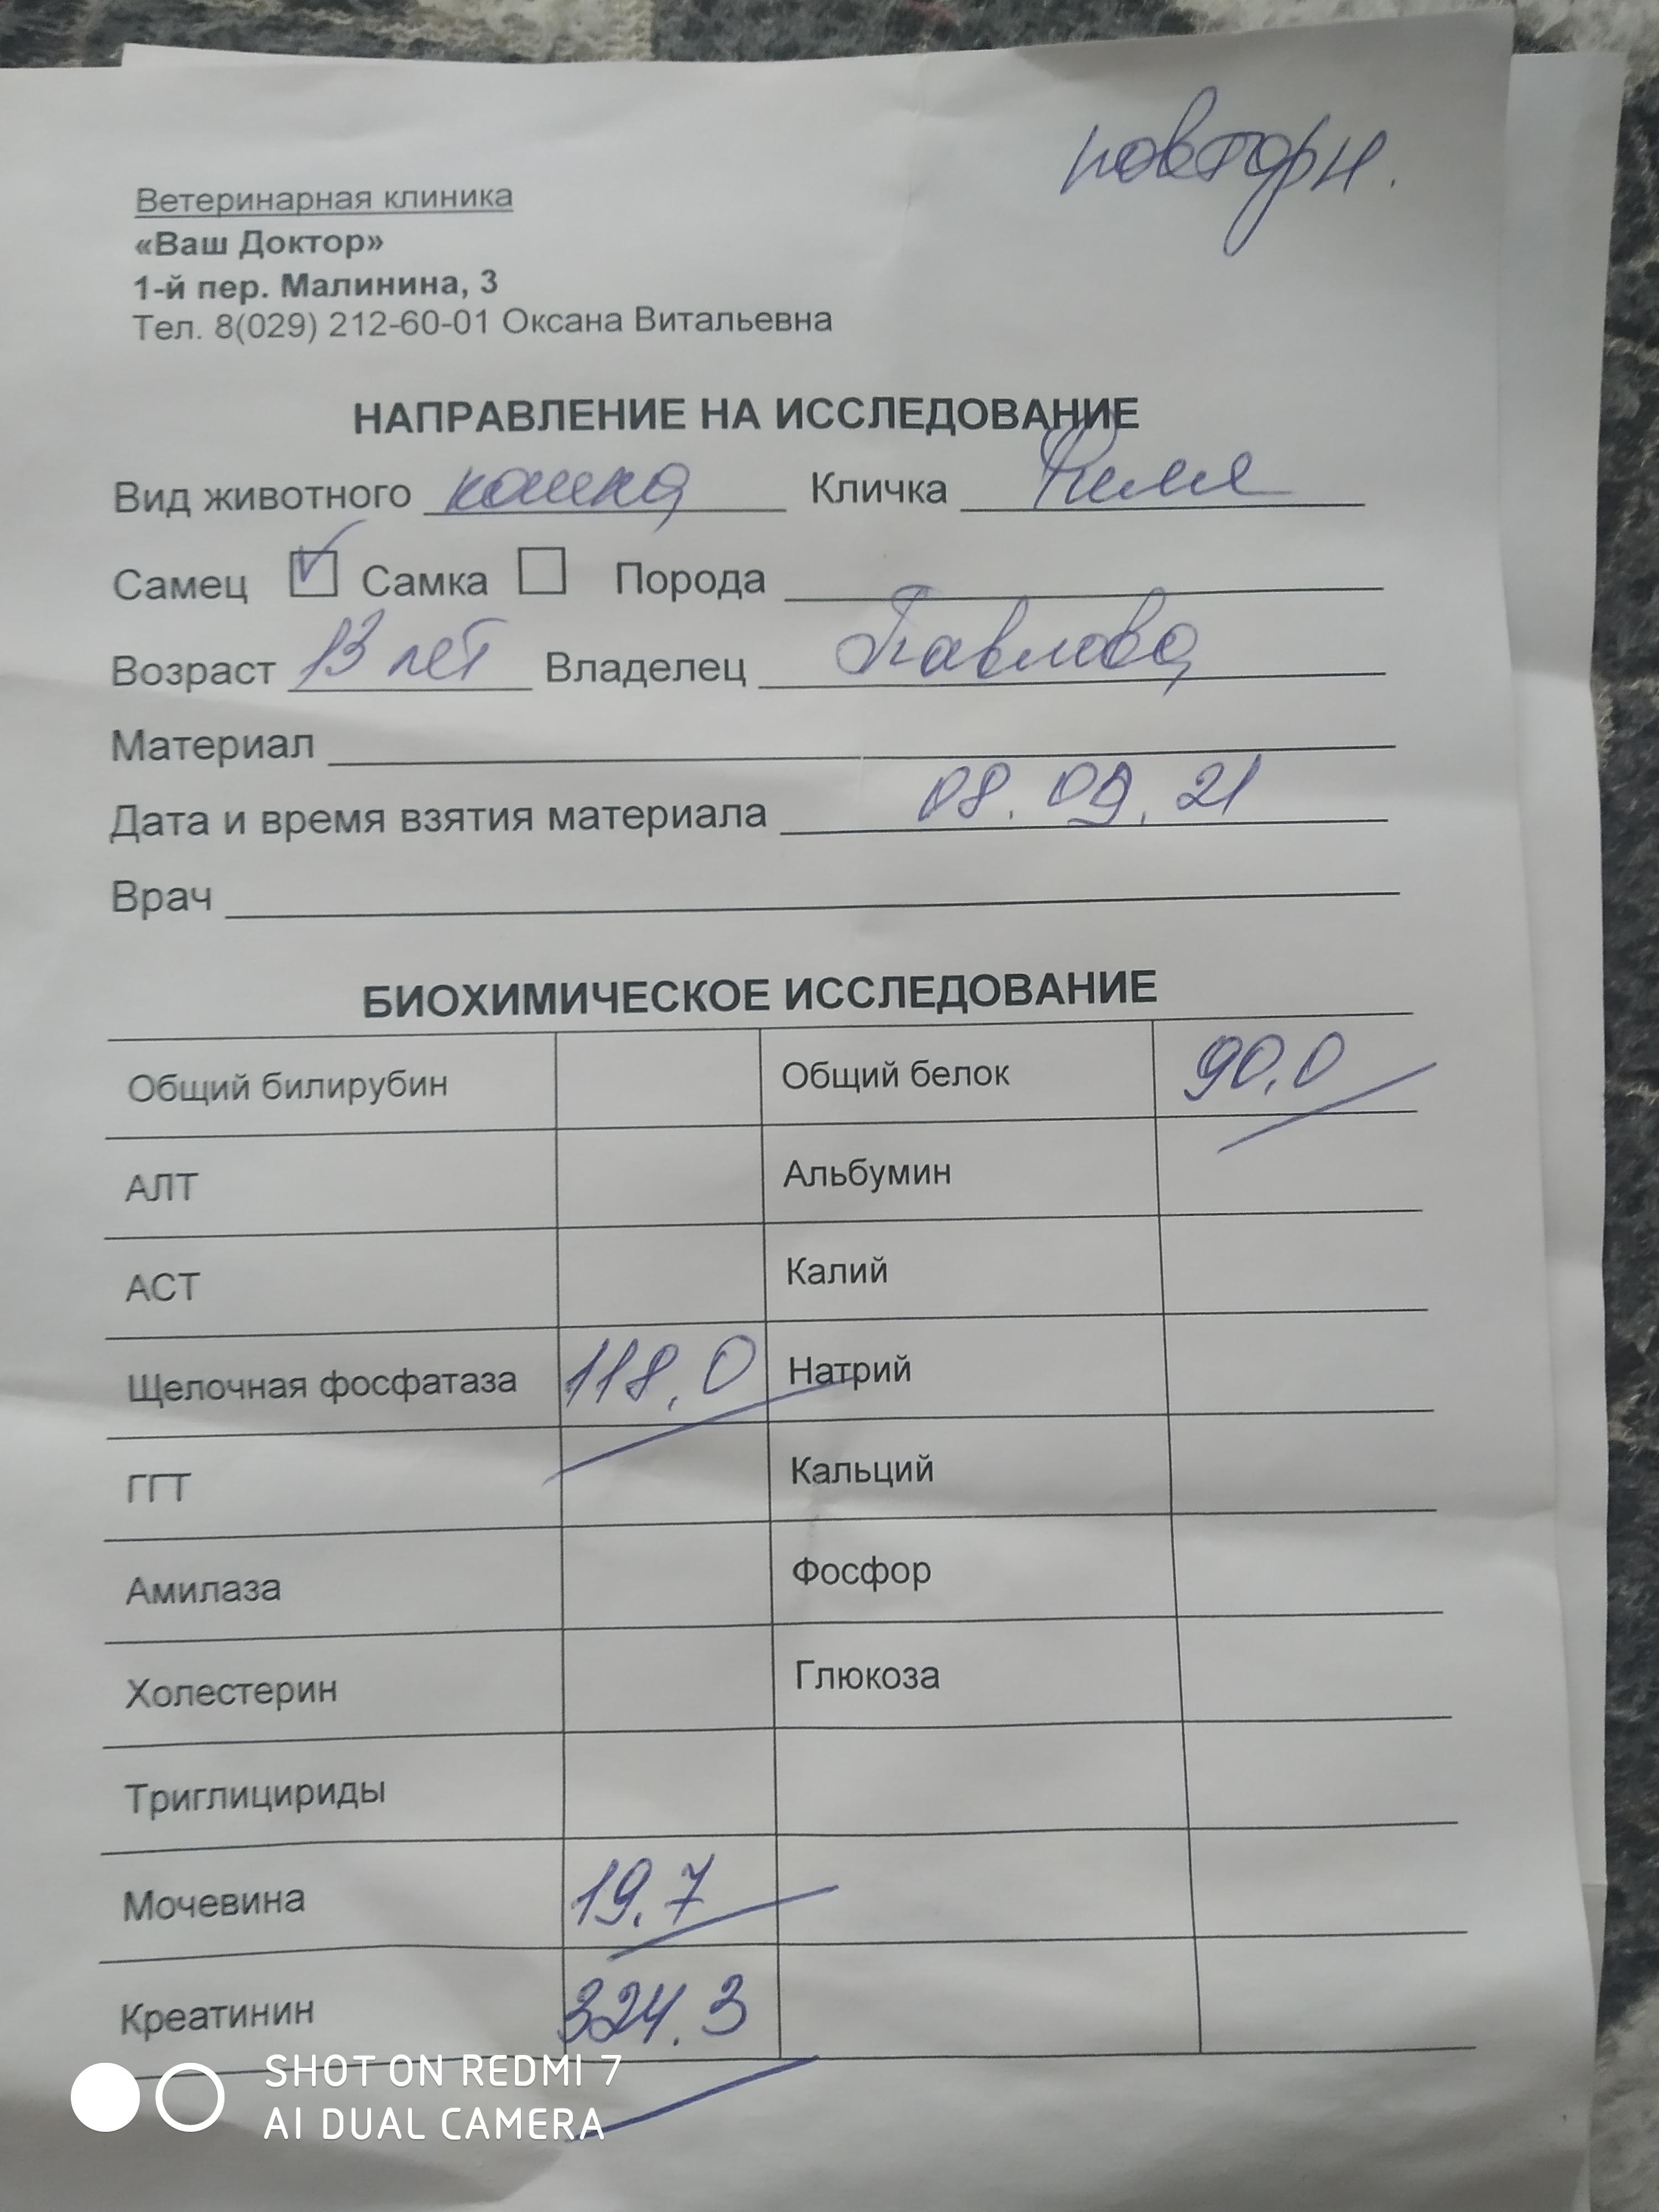 повторн.
Ветеринарная клиника
«Ваш Доктор»
1-й пер. Малинина, 3
Тел. 8(029) 212-60-01 Оксана Витальевна
НАПРАВЛЕНИЕ НА ИССЛЕДОВАНИЕ
Вид животного кошка Кличка Филя
Самец ✓ Самка Порода
Возраст 13 лет Владелец Павлова
Материал
Дата и время взятия материала 08.09.21
Врач
БИОХИМИЧЕСКОЕ ИССЛЕДОВАНИЕ
Общий билирубин Общий белок 90,0
АЛТ Альбумин
АСТ Калий
Щелочная фосфатаза 118,0 Натрий
ГГТ Кальций
Амилаза Фосфор
Холестерин Глюкоза
Триглицириды
Мочевина 19,7
Креатинин 324.3
SHOT ON REDMI 7
AI DUAL CAMERA